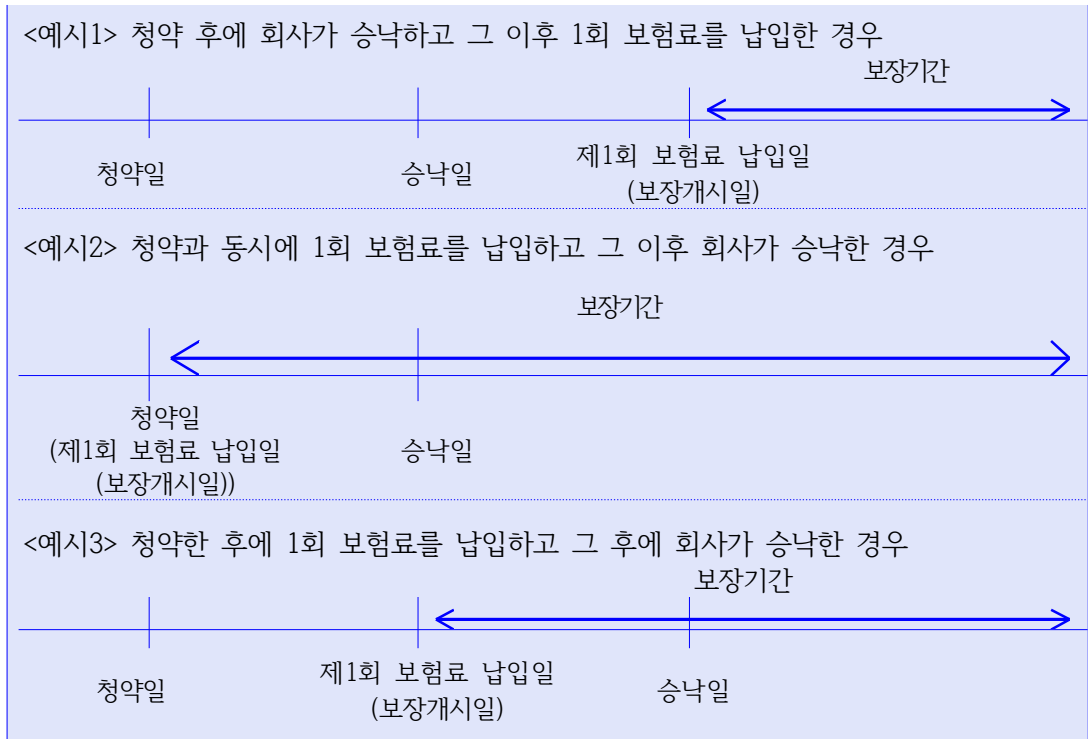 <예시1> 청약 후에 회사가 승낙하고 그 이후 1회 보험료를 납입한 경우
보장기간
청약일
승낙일
제1회 보험료 납입일
(보장개시일)
<예시2> 청약과 동시에 1회 보험료를 납입하고 그 이후 회사가 승낙한 경우
보장기간
청약일
(제1회 보험료 납입일
(보장개시일))
승낙일
<예시3> 청약한 후에 1회 보험료를 납입하고 그 후에 회사가 승낙한 경우
보장기간
청약일
제1회 보험료 납입일
(보장개시일)
승낙일